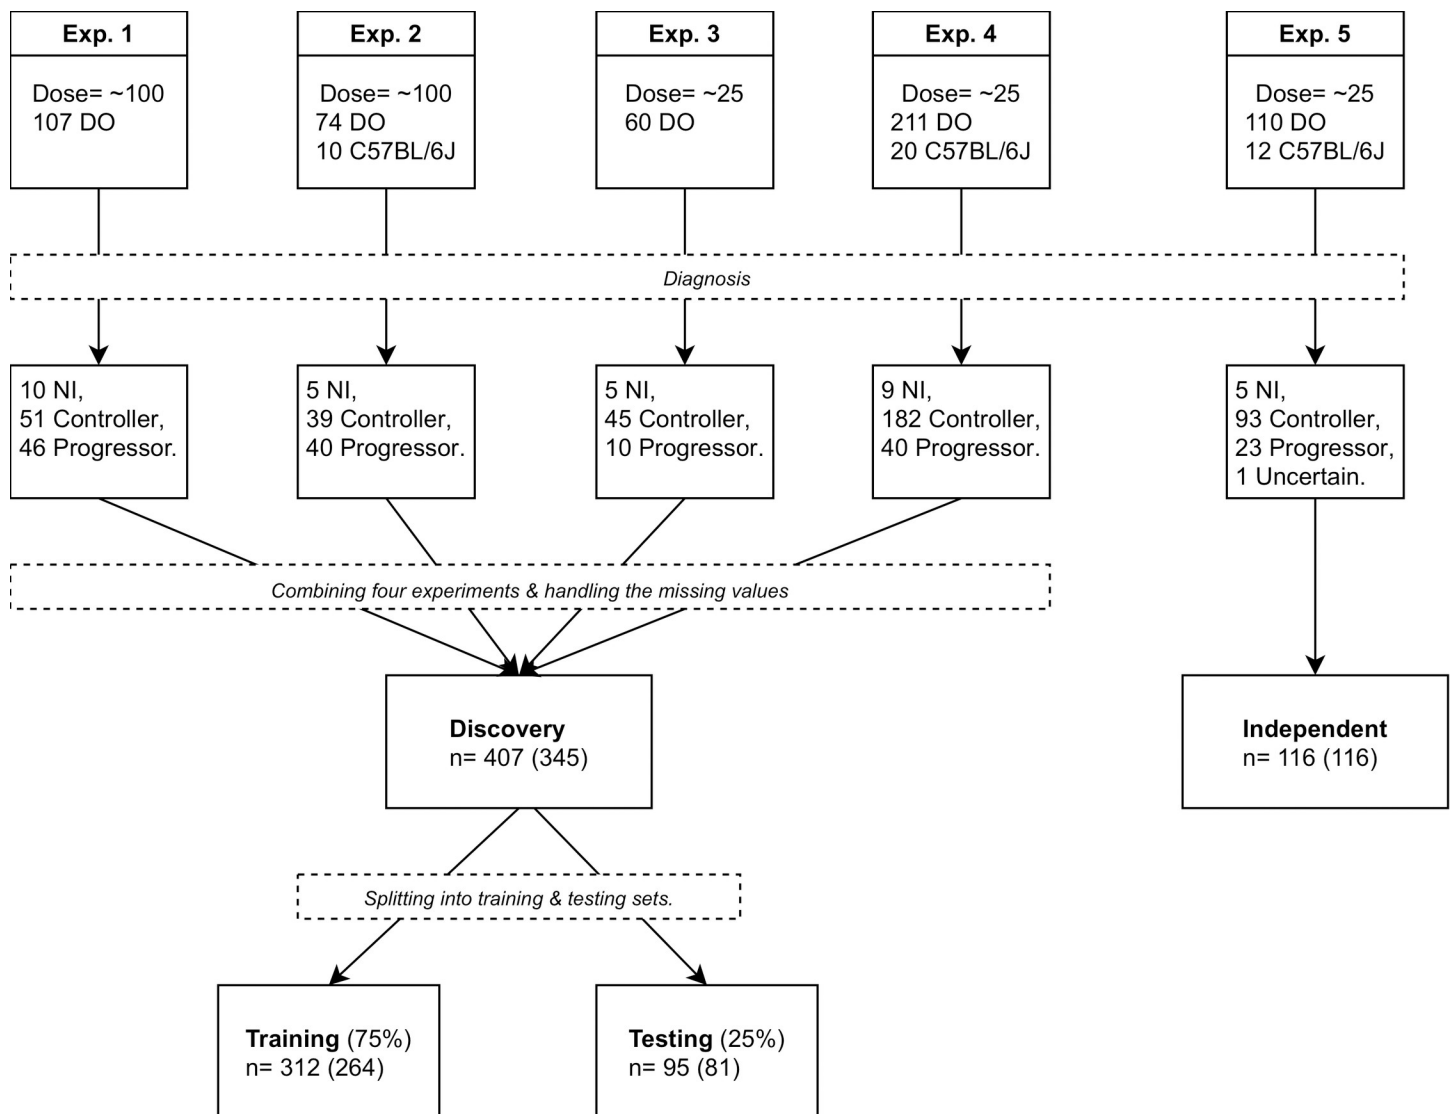 Exp. 1
Dose= ~100
107 DO
Exp. 2
Dose= ~100
74 DO
10 C57BL/6J
Exp. 3
Dose= ~25
60 DO
Exp. 4
Dose= ~25
211 DO
20 C57BL/6J
Exp. 5
Dose= ~25
110 DO
12 C57BL/6J
Diagnosis
10 NI,
51 Controller,
46 Progressor.
5 NI,
39 Controller,
40 Progressor.
5 NI,
45 Controller,
10 Progressor.
9 NI,
182 Controller,
40 Progressor.
5 NI,
93 Controller,
23 Progressor,
1 Uncertain.
Combining four experiments & handling the missing values
Discovery
n= 407 (345)
Independent
n= 116 (116)
Splitting into training & testing sets.
Training (75%)
n= 312 (264)
Testing (25%)
n= 95 (81)